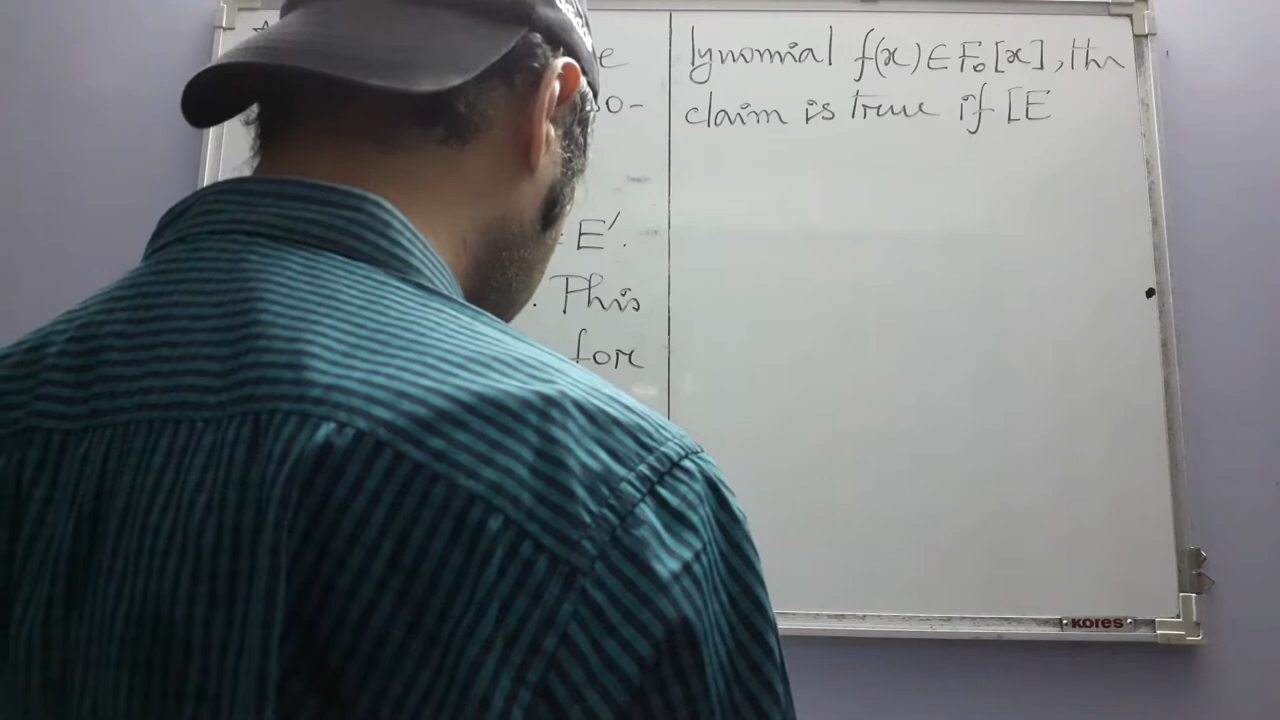 e
o-
E'.
. This
for
lynomial f(x) ∈ F₀[x], the
claim is true if [E
KORES